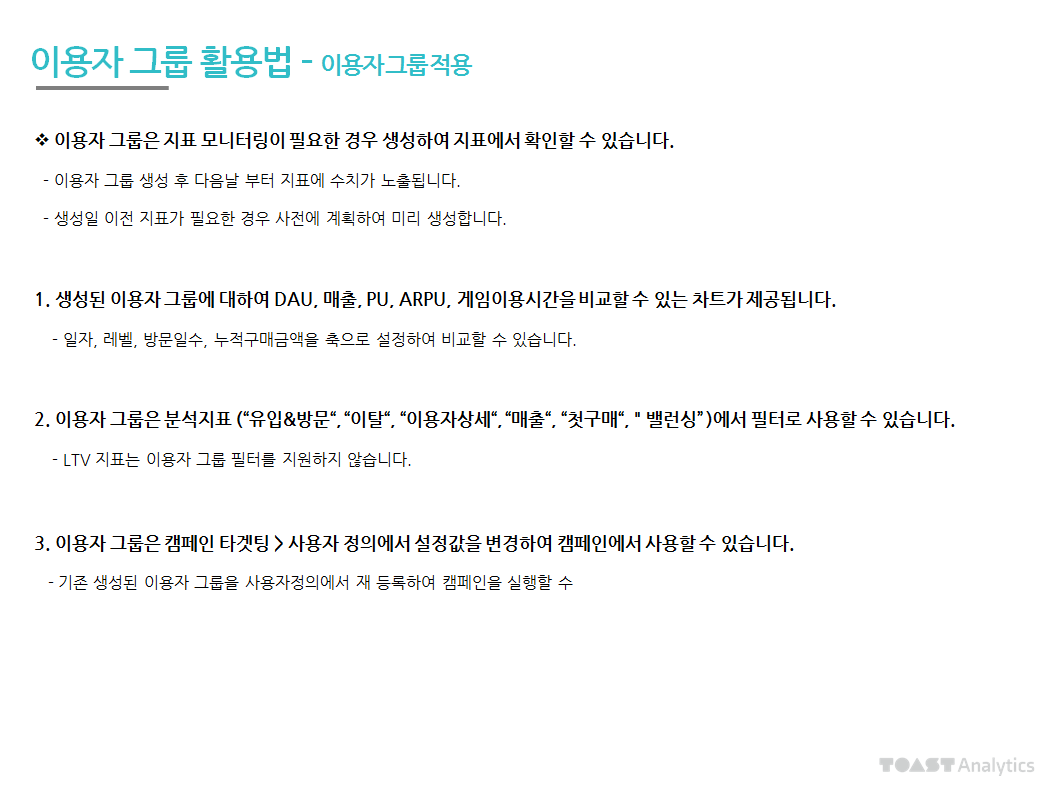 이용자 그룹 활용법 - 이용자 그룹 적용
❖ 이용자 그룹은 지표 모니터링이 필요한 경우 생성하여 지표에서 확인할 수 있습니다.
- 이용자 그룹 생성 후 다음날 부터 지표에 수치가 노출됩니다.
- 생성일 이전 지표가 필요한 경우 사전에 계획하여 미리 생성합니다.
1. 생성된 이용자 그룹에 대하여 DAU, 매출, PU, ARPU, 게임이용시간을 비교할 수 있는 차트가 제공됩니다.
- 일자, 레벨, 방문일수, 누적구매금액을 축으로 설정하여 비교할 수 있습니다.
2. 이용자 그룹은 분석지표 (“유입&방문“, “이탈“, “이용자상세“, “매출“, “첫구매“, " 밸런싱” )에서 필터로 사용할 수 있습니다.
- LTV 지표는 이용자 그룹 필터를 지원하지 않습니다.
3. 이용자 그룹은 캠페인 타겟팅 > 사용자 정의에서 설정값을 변경하여 캠페인에서 사용할 수 있습니다.
- 기존 생성된 이용자 그룹을 사용자정의에서 재 등록하여 캠페인을 실행할 수
TOAST Analytics